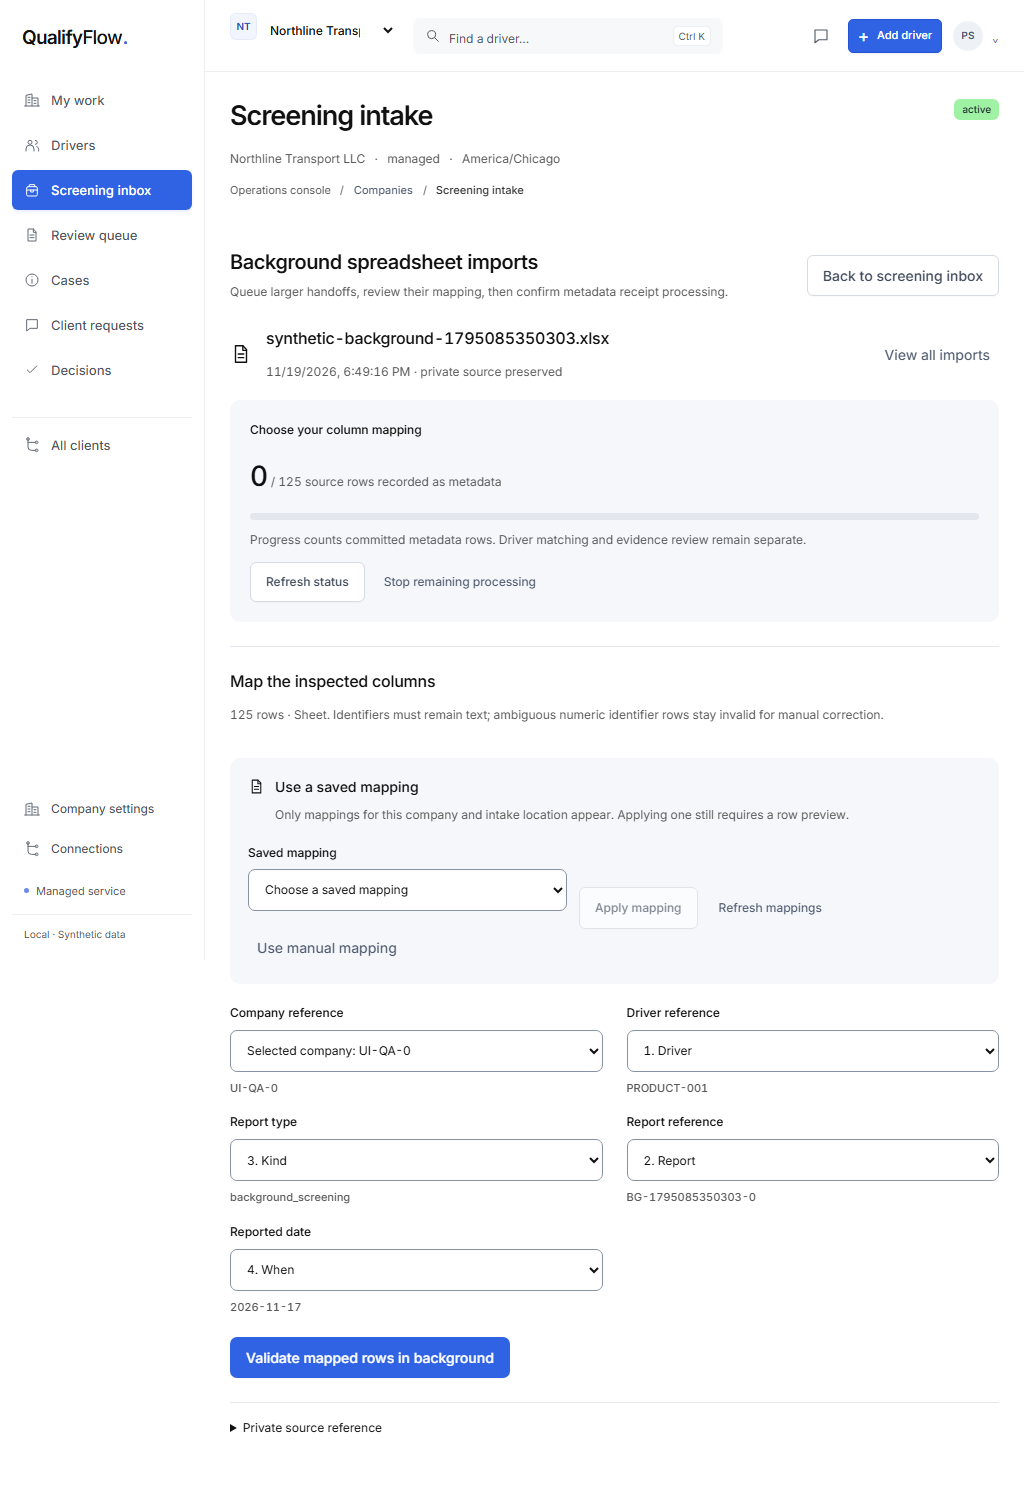 QualifyFlow.
My work
Drivers
Screening inbox
Review queue
Cases
Client requests
Decisions
All clients
Company settings
Connections
Managed service
Local · Synthetic data
NT
Northline Trans
Find a driver...
Ctrl K
+ Add driver
PS
Screening intake
active
Northline Transport LLC · managed · America/Chicago
Operations console / Companies / Screening intake
Background spreadsheet imports
Queue larger handoffs, review their mapping, then confirm metadata receipt processing.
Back to screening inbox
synthetic-background-1795085350303.xlsx
11/19/2026, 6:49:16 PM · private source preserved
View all imports
Choose your column mapping
0 / 125 source rows recorded as metadata
Progress counts committed metadata rows. Driver matching and evidence review remain separate.
Refresh status
Stop remaining processing
Map the inspected columns
125 rows · Sheet. Identifiers must remain text; ambiguous numeric identifier rows stay invalid for manual correction.
Use a saved mapping
Only mappings for this company and intake location appear. Applying one still requires a row preview.
Saved mapping
Choose a saved mapping
Apply mapping
Refresh mappings
Use manual mapping
Company reference
Selected company: UI-QA-0
UI-QA-0
Driver reference
1. Driver
PRODUCT-001
Report type
3. Kind
background_screening
Report reference
2. Report
BG-1795085350303-0
Reported date
4. When
2026-11-17
Validate mapped rows in background
Private source reference